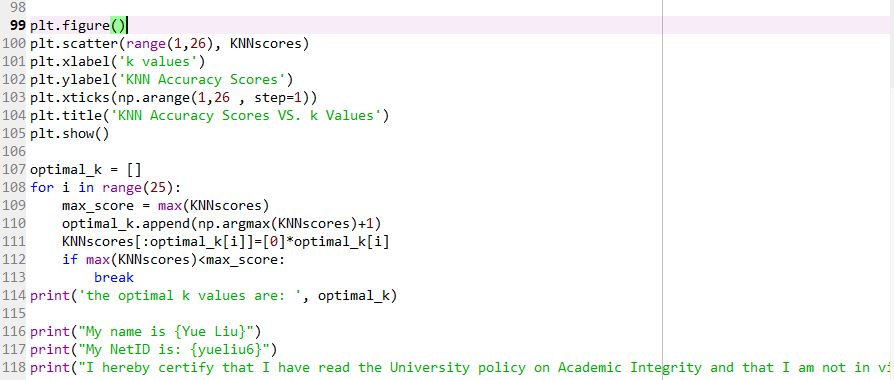 98
99 plt.figure()
100 plt.scatter(range(1,26), KNNscores)
101 plt.xlabel('k values')
102 plt.ylabel('KNN Accuracy Scores')
103 plt.xticks(np.arange(1,26 , step=1))
104 plt.title('KNN Accuracy Scores VS. k Values')
105 plt.show()
106
107 optimal_k = []
108 for i in range(25):
109     max_score = max(KNNscores)
110     optimal_k.append(np.argmax(KNNscores)+1)
111     KNNscores[:optimal_k[i]]=[0]*optimal_k[i]
112     if max(KNNscores)<max_score:
113         break
114 print('the optimal k values are: ', optimal_k)
115
116 print("My name is {Yue Liu}")
117 print("My NetID is: {yueliu6}")
118 print("I hereby certify that I have read the University policy on Academic Integrity and that I am not in